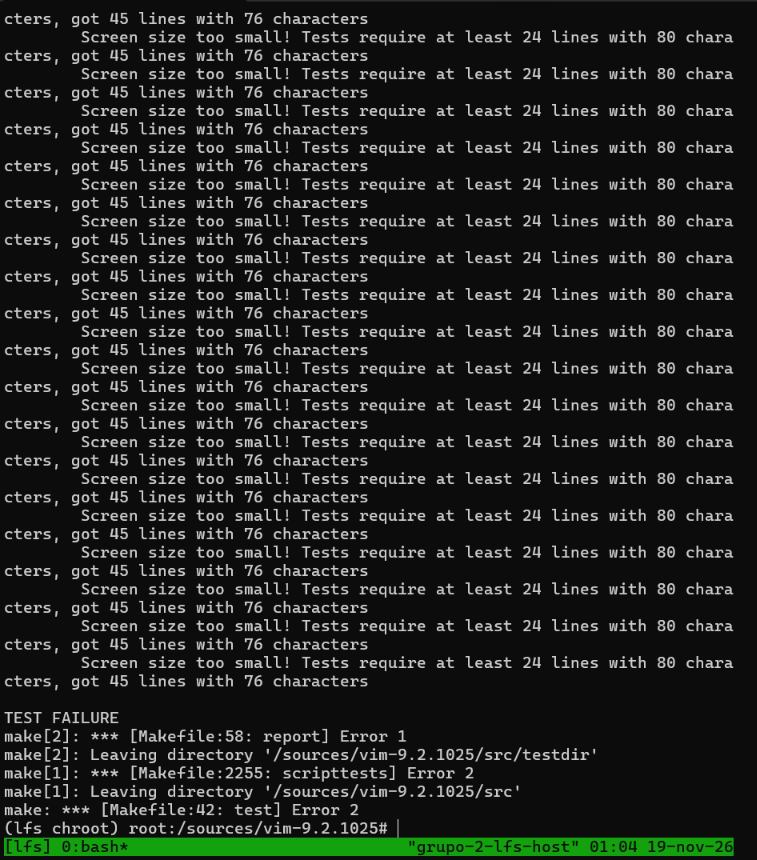 cters, got 45 lines with 76 characters
        Screen size too small! Tests require at least 24 lines with 80 chara
cters, got 45 lines with 76 characters
        Screen size too small! Tests require at least 24 lines with 80 chara
cters, got 45 lines with 76 characters
        Screen size too small! Tests require at least 24 lines with 80 chara
cters, got 45 lines with 76 characters
        Screen size too small! Tests require at least 24 lines with 80 chara
cters, got 45 lines with 76 characters
        Screen size too small! Tests require at least 24 lines with 80 chara
cters, got 45 lines with 76 characters
        Screen size too small! Tests require at least 24 lines with 80 chara
cters, got 45 lines with 76 characters
        Screen size too small! Tests require at least 24 lines with 80 chara
cters, got 45 lines with 76 characters
        Screen size too small! Tests require at least 24 lines with 80 chara
cters, got 45 lines with 76 characters
        Screen size too small! Tests require at least 24 lines with 80 chara
cters, got 45 lines with 76 characters
        Screen size too small! Tests require at least 24 lines with 80 chara
cters, got 45 lines with 76 characters
        Screen size too small! Tests require at least 24 lines with 80 chara
cters, got 45 lines with 76 characters
        Screen size too small! Tests require at least 24 lines with 80 chara
cters, got 45 lines with 76 characters
        Screen size too small! Tests require at least 24 lines with 80 chara
cters, got 45 lines with 76 characters
        Screen size too small! Tests require at least 24 lines with 80 chara
cters, got 45 lines with 76 characters
        Screen size too small! Tests require at least 24 lines with 80 chara
cters, got 45 lines with 76 characters
        Screen size too small! Tests require at least 24 lines with 80 chara
cters, got 45 lines with 76 characters
        Screen size too small! Tests require at least 24 lines with 80 chara
cters, got 45 lines with 76 characters
        Screen size too small! Tests require at least 24 lines with 80 chara
cters, got 45 lines with 76 characters

TEST FAILURE
make[2]: *** [Makefile:58: report] Error 1
make[2]: Leaving directory '/sources/vim-9.2.1025/src/testdir'
make[1]: *** [Makefile:2255: scripttests] Error 2
make[1]: Leaving directory '/sources/vim-9.2.1025/src'
make: *** [Makefile:42: test] Error 2
(lfs chroot) root:/sources/vim-9.2.1025#
[lfs] 0:bash* "grupo-2-lfs-host" 01:04 19-nov-26